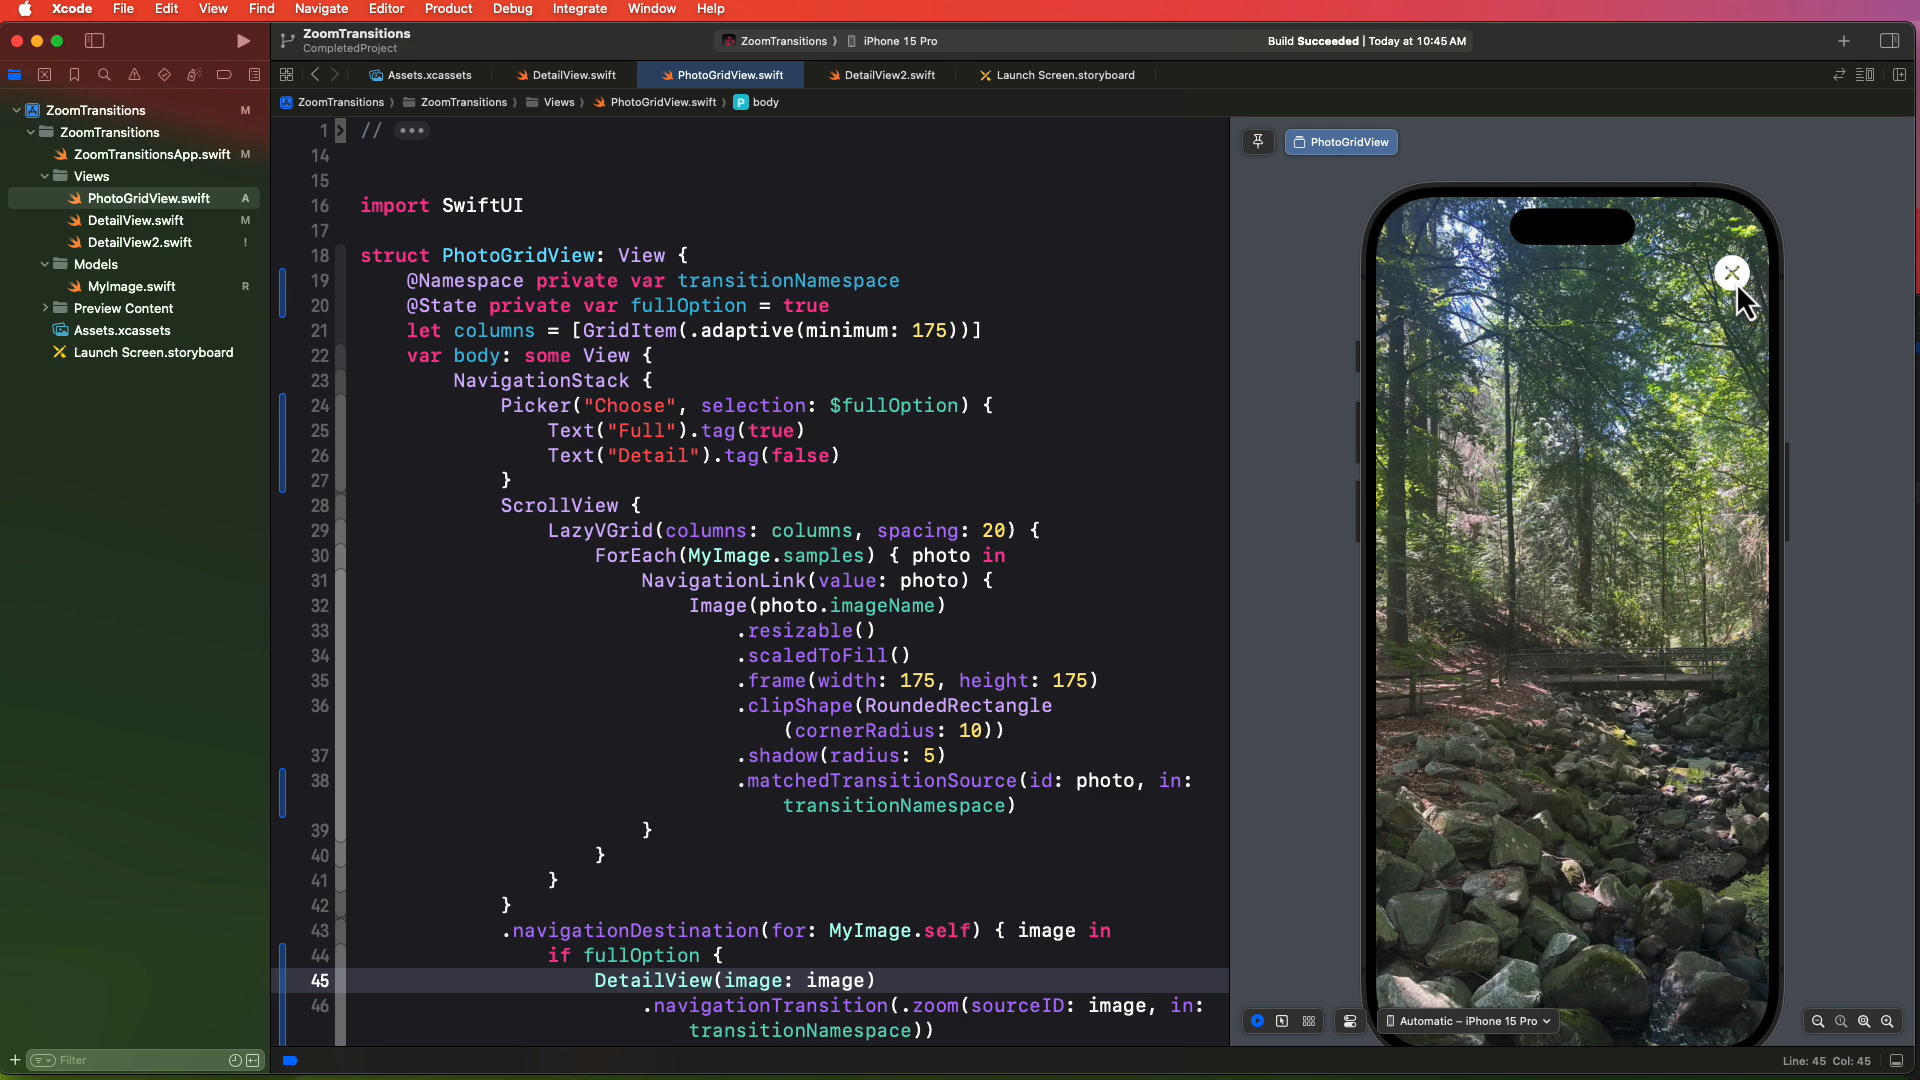 Xcode File Edit View Find Navigate Editor Product Debug Integrate Window Help
ZoomTransitions
CompletedProject
ZoomTransitions iPhone 15 Pro
Build Succeeded | Today at 10:45 AM
Assets.xcassets DetailView.swift PhotoGridView.swift DetailView2.swift Launch Screen.storyboard
ZoomTransitions ZoomTransitions Views PhotoGridView.swift P body
ZoomTransitions M
ZoomTransitions
ZoomTransitionsApp.swift M
Views
PhotoGridView.swift A
DetailView.swift M
DetailView2.swift !
Models
MyImage.swift R
Preview Content
Assets.xcassets
Launch Screen.storyboard
Filter
1 // •••
14
15
16 import SwiftUI
17
18 struct PhotoGridView: View {
19 @Namespace private var transitionNamespace
20 @State private var fullOption = true
21 let columns = [GridItem(.adaptive(minimum: 175))]
22 var body: some View {
23 NavigationStack {
24 Picker("Choose", selection: $fullOption) {
25 Text("Full").tag(true)
26 Text("Detail").tag(false)
27 }
28 ScrollView {
29 LazyVGrid(columns: columns, spacing: 20) {
30 ForEach(MyImage.samples) { photo in
31 NavigationLink(value: photo) {
32 Image(photo.imageName)
33 .resizable()
34 .scaledToFill()
35 .frame(width: 175, height: 175)
36 .clipShape(RoundedRectangle
(cornerRadius: 10))
37 .shadow(radius: 5)
38 .matchedTransitionSource(id: photo, in:
transitionNamespace)
39 }
40 }
41 }
42 }
43 .navigationDestination(for: MyImage.self) { image in
44 if fullOption {
45 DetailView(image: image)
46 .navigationTransition(.zoom(sourceID: image, in:
transitionNamespace))
PhotoGridView
Automatic – iPhone 15 Pro
Line: 45 Col: 45